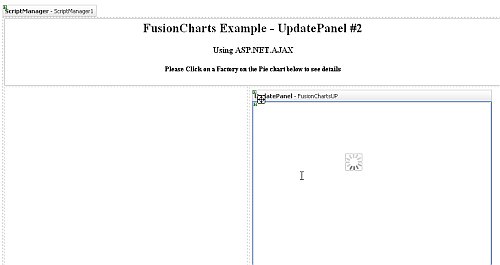 ScriptManager - ScriptManager1
FusionCharts Example - UpdatePanel #2
Using ASP.NET.AJAX
Please Click on a Factory on the Pie chart below to see details
UpdatePanel - FusionChartsUP